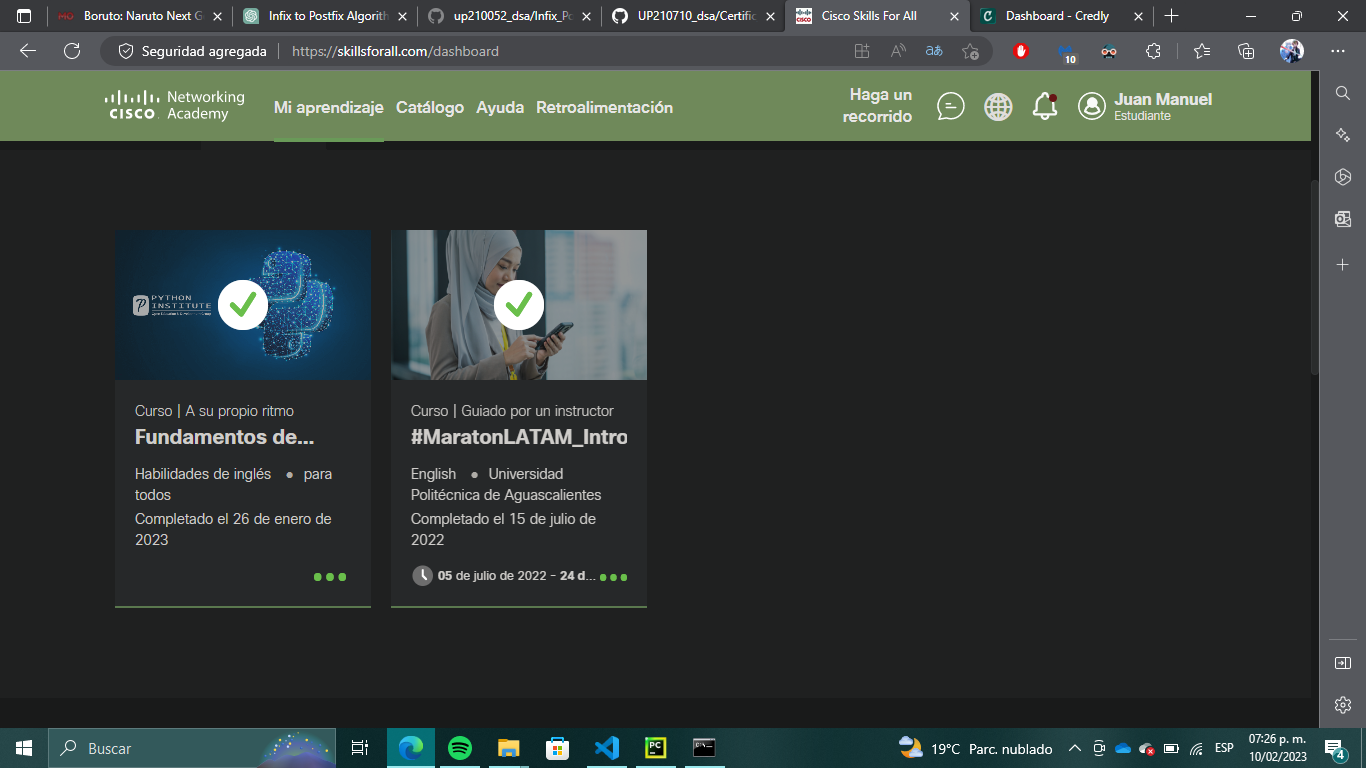 Boruto: Naruto Next G
Infix to Postfix Algorith
up210052_dsa/Infix_Po
UP210710_dsa/Certific
Cisco Skills For All
Dashboard - Credly
Seguridad agregada
https://skillsforall.com/dashboard
10
CISCO
Networking
Academy
Mi aprendizaje
Catálogo
Ayuda
Retroalimentación
Haga un
recorrido
Juan Manuel
Estudiante
PYTHON
INSTITUTE
Curso | A su propio ritmo
Fundamentos de...
Habilidades de inglés • para
todos
Completado el 26 de enero de
2023
Curso | Guiado por un instructor
#MaratonLATAM_Intro
English • Universidad
Politécnica de Aguascalientes
Completado el 15 de julio de
2022
05 de julio de 2022 - 24 d...
Buscar
PC
19°C Parc. nublado
ESP
07:26 p. m.
10/02/2023
4